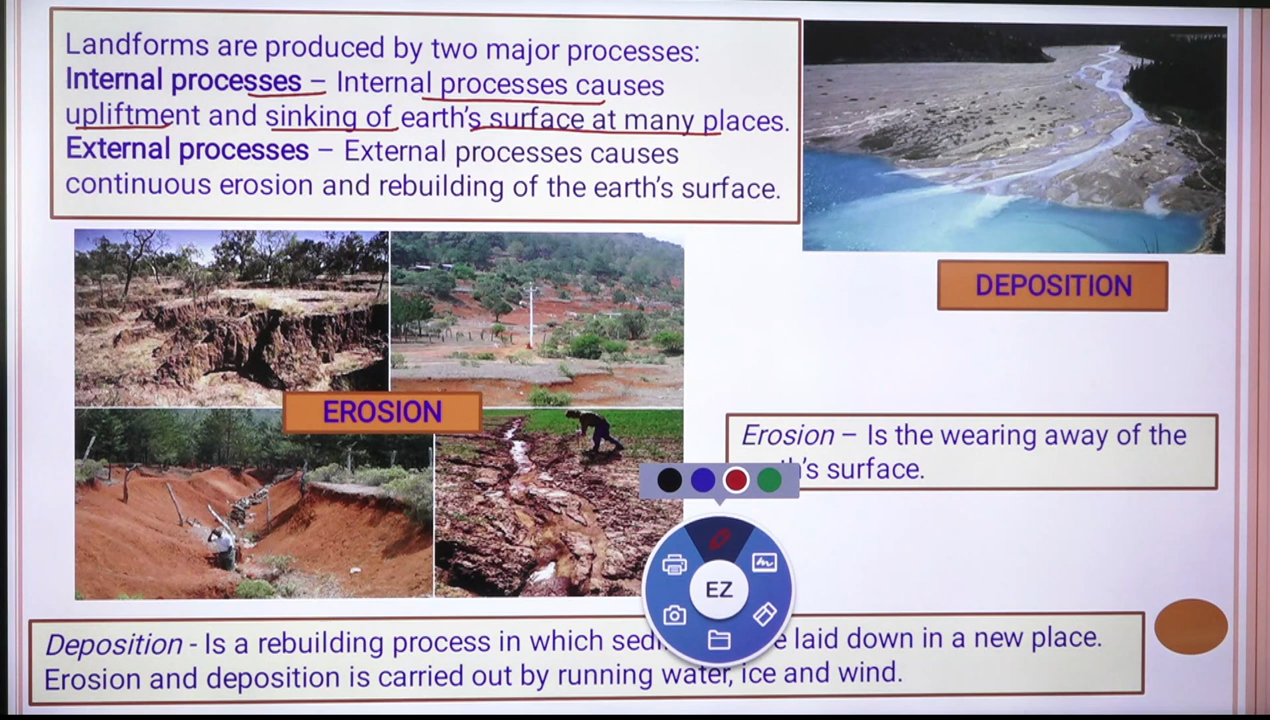 Landforms are produced by two major processes:
Internal processes – Internal processes causes
upliftment and sinking of earth's surface at many places.
External processes – External processes causes
continuous erosion and rebuilding of the earth's surface.
DEPOSITION
EROSION
Erosion – Is the wearing away of the
surface.
EZ
Deposition - Is a rebuilding process in which laid down in a new place.
Erosion and deposition is carried out by running water, ice and wind.